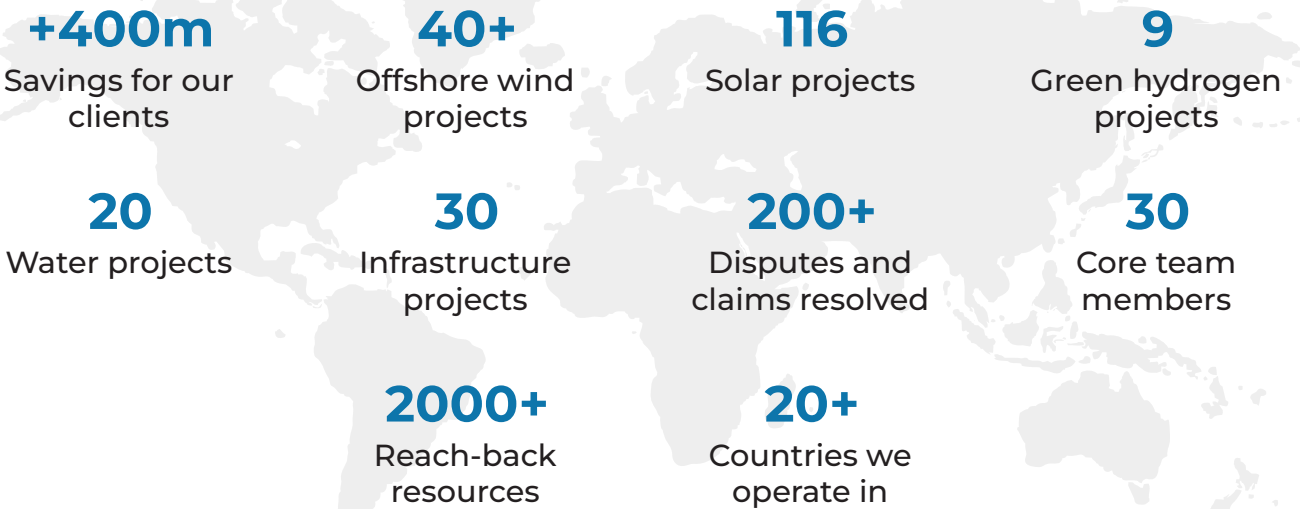 +400m
Savings for our
clients
40+
Offshore wind
projects
116
Solar projects
9
Green hydrogen
projects
20
Water projects
30
Infrastructure
projects
200+
Disputes and
claims resolved
30
Core team
members
2000+
Reach-back
resources
20+
Countries we
operate in